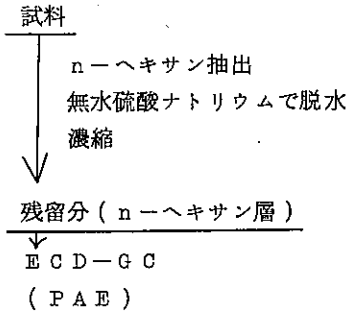 試料
n－ヘキサン抽出
無水硫酸ナトリウムで脱水
濃縮
残留分（n－ヘキサン層）
ECD－GC
（PAE）